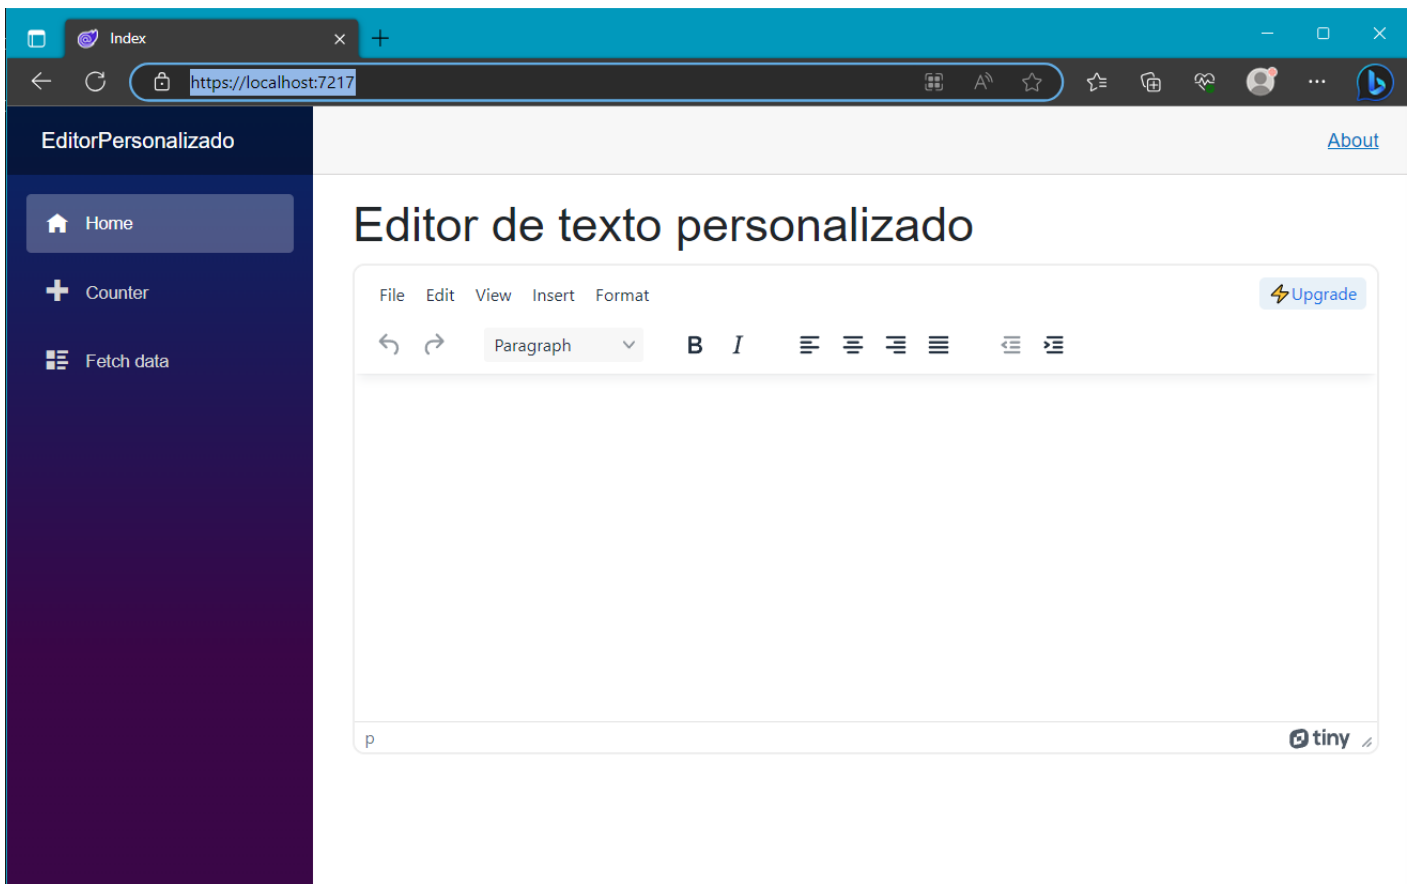 Index
https://localhost:7217
EditorPersonalizado
About
Home
Counter
Fetch data
Editor de texto personalizado
File Edit View Insert Format
Upgrade
Paragraph
B I
p
tiny